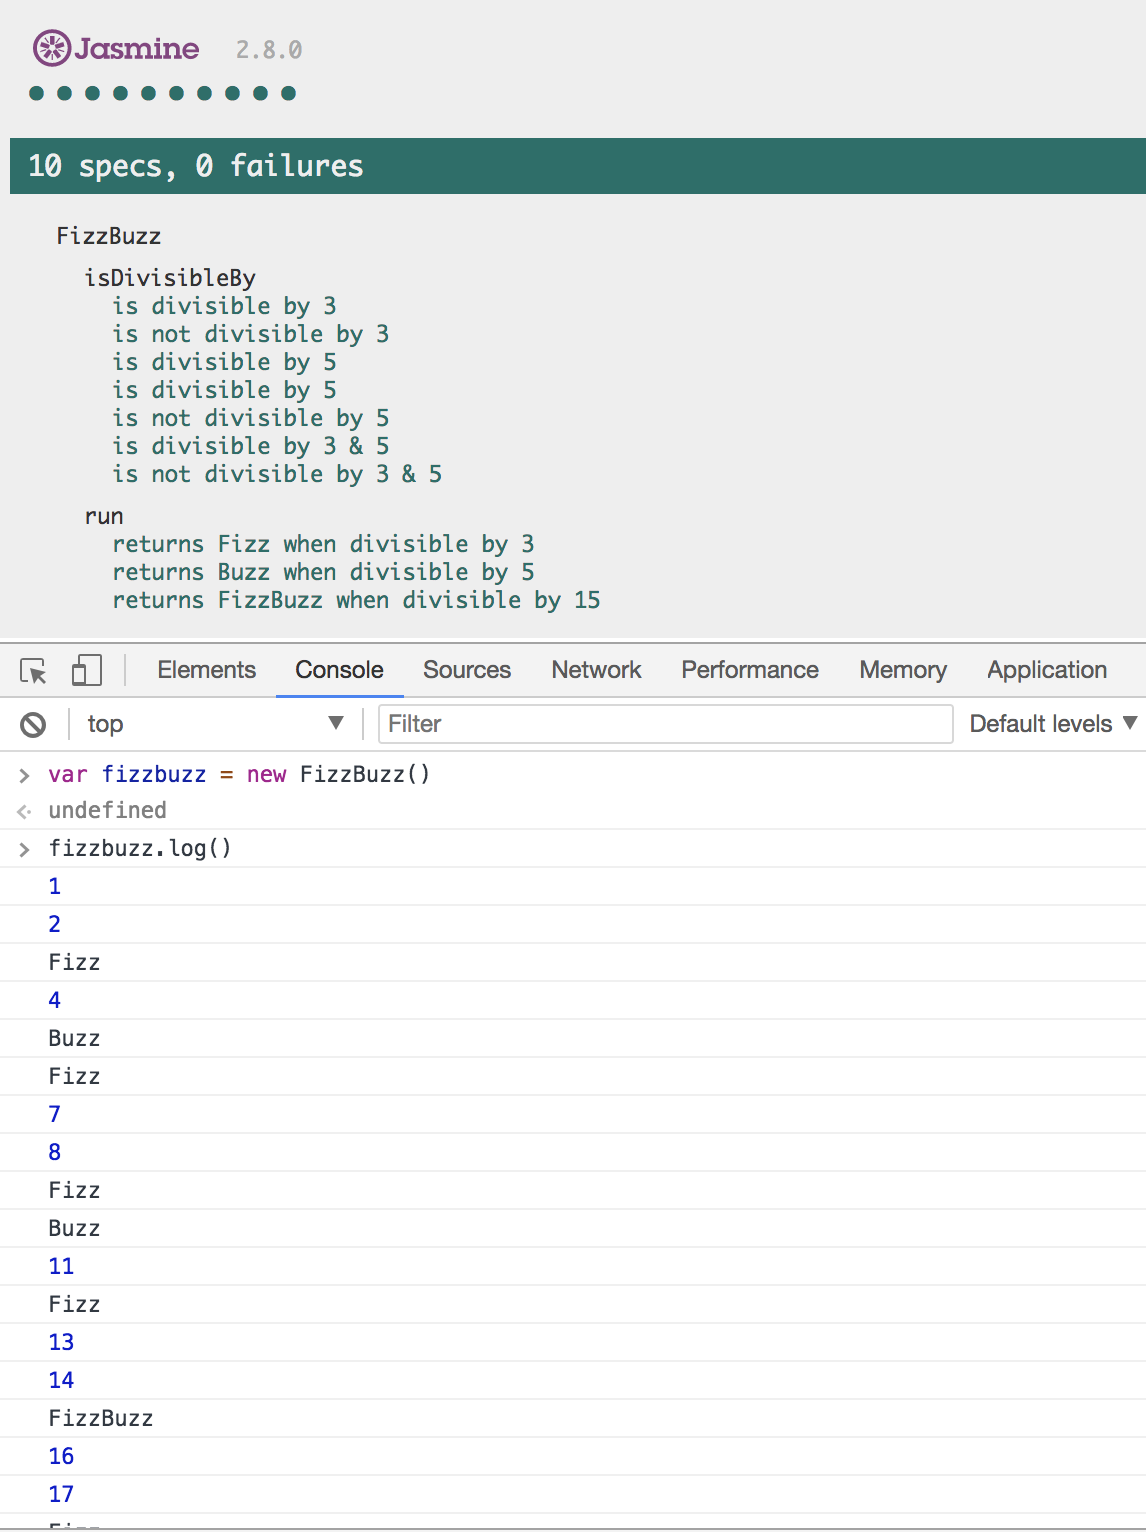 Jasmine 2.8.0
10 specs, 0 failures
FizzBuzz
isDivisibleBy
is divisible by 3
is not divisible by 3
is divisible by 5
is divisible by 5
is not divisible by 5
is divisible by 3 & 5
is not divisible by 3 & 5
run
returns Fizz when divisible by 3
returns Buzz when divisible by 5
returns FizzBuzz when divisible by 15
Elements Console Sources Network Performance Memory Application
top Filter Default levels
> var fizzbuzz = new FizzBuzz()
undefined
> fizzbuzz.log()
1
2
Fizz
4
Buzz
Fizz
7
8
Fizz
Buzz
11
Fizz
13
14
FizzBuzz
16
17